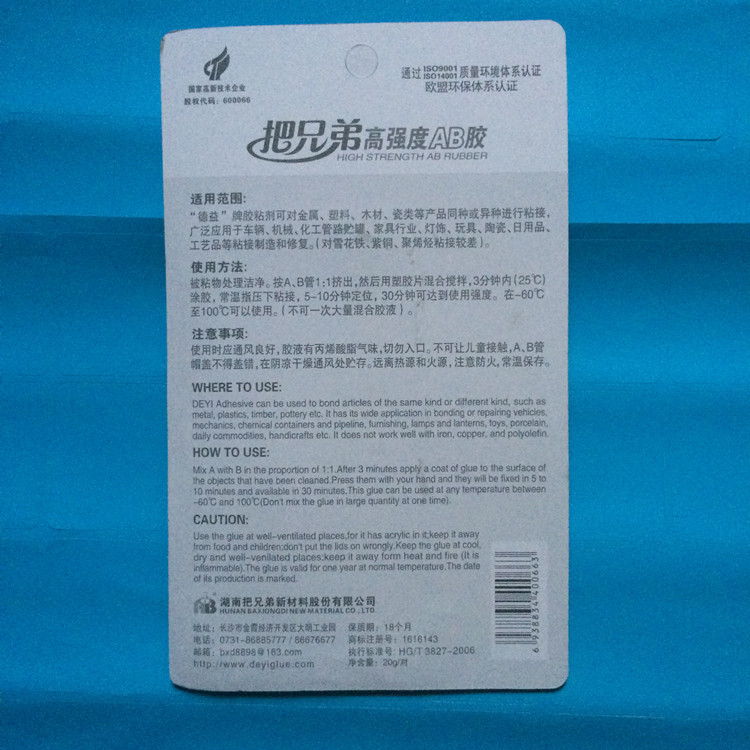 国家高新技术企业
股权代码：600066
通过ISO9001 ISO14001质量环境体系认证
欧盟环保体系认证
把兄弟高强度AB胶
HIGH STRENGTH AB RUBBER
适用范围：
“德益”牌胶粘剂可对金属、塑料、木材、瓷类等产品同种或异种进行粘接，
广泛应用于车辆、机械、化工管路贮罐、家具行业、灯饰、玩具、陶瓷、日用品、
工艺品等粘接制造和修复。（对雪花铁、紫铜、聚烯烃粘接较差）。
使用方法：
被粘物处理洁净。按A、B管1:1挤出，然后用塑胶片混合搅拌，3分钟内（25℃）
涂胶，常温指压下粘接，5-10分钟定位，30分钟可达到使用强度。在-60℃
至100℃可以使用。（不可一次大量混合胶液）。
注意事项：
使用时应通风良好，胶液有丙烯酸脂气味，切勿入口。不可让儿童接触，A、B管
帽盖不得盖错，在阴凉干燥通风处贮存。远离热源和火源，注意防火，常温保存。
WHERE TO USE:
DEYI Adhesive can be used to bond articles of the same kind or different kind, such as
metal, plastics, timber, pottery etc. It has its wide application in bonding or repairing vehicles,
mechanics, chemical containers and pipeline, furnishing, lamps and lanterns, toys, porcelain,
daily commodities, handicrafts etc. It does not work well with iron, copper, and polyolefin.
HOW TO USE:
Mix A with B in the proportion of 1:1.After 3 minutes apply a coat of glue to the surface of
the objects that have been cleaned.Press them with your hand and they will be fixed in 5 to
10 minutes and available in 30 minutes.This glue can be used at any temperature between
-60℃ and 100℃(Don't mix the glue in large quantity at one time).
CAUTION:
Use the glue at well-ventilated places,for it has acrylic in it;keep it away
from food and children;don't put the lids on wrongly.Keep the glue at cool,
dry and well-venilated places;keep it away form heat and fire (It is
inflammable).The glue is valid for one year at normal temperature.The date
of its production is marked.
AB 湖南把兄弟新材料股份有限公司
HUNAN BAXIONGDI NEW MATERIAL CO., LTD.
地址：长沙市金霞经济开发区大明工业园 保质期：18个月
电话：0731-86885777 / 86676677 商标注册号：1616143
邮箱：bxd8898@163.com 执行标准号：HG/T 3827-2006
http://www.deyiglue.com 净含量：20g/对
6 938834 400663